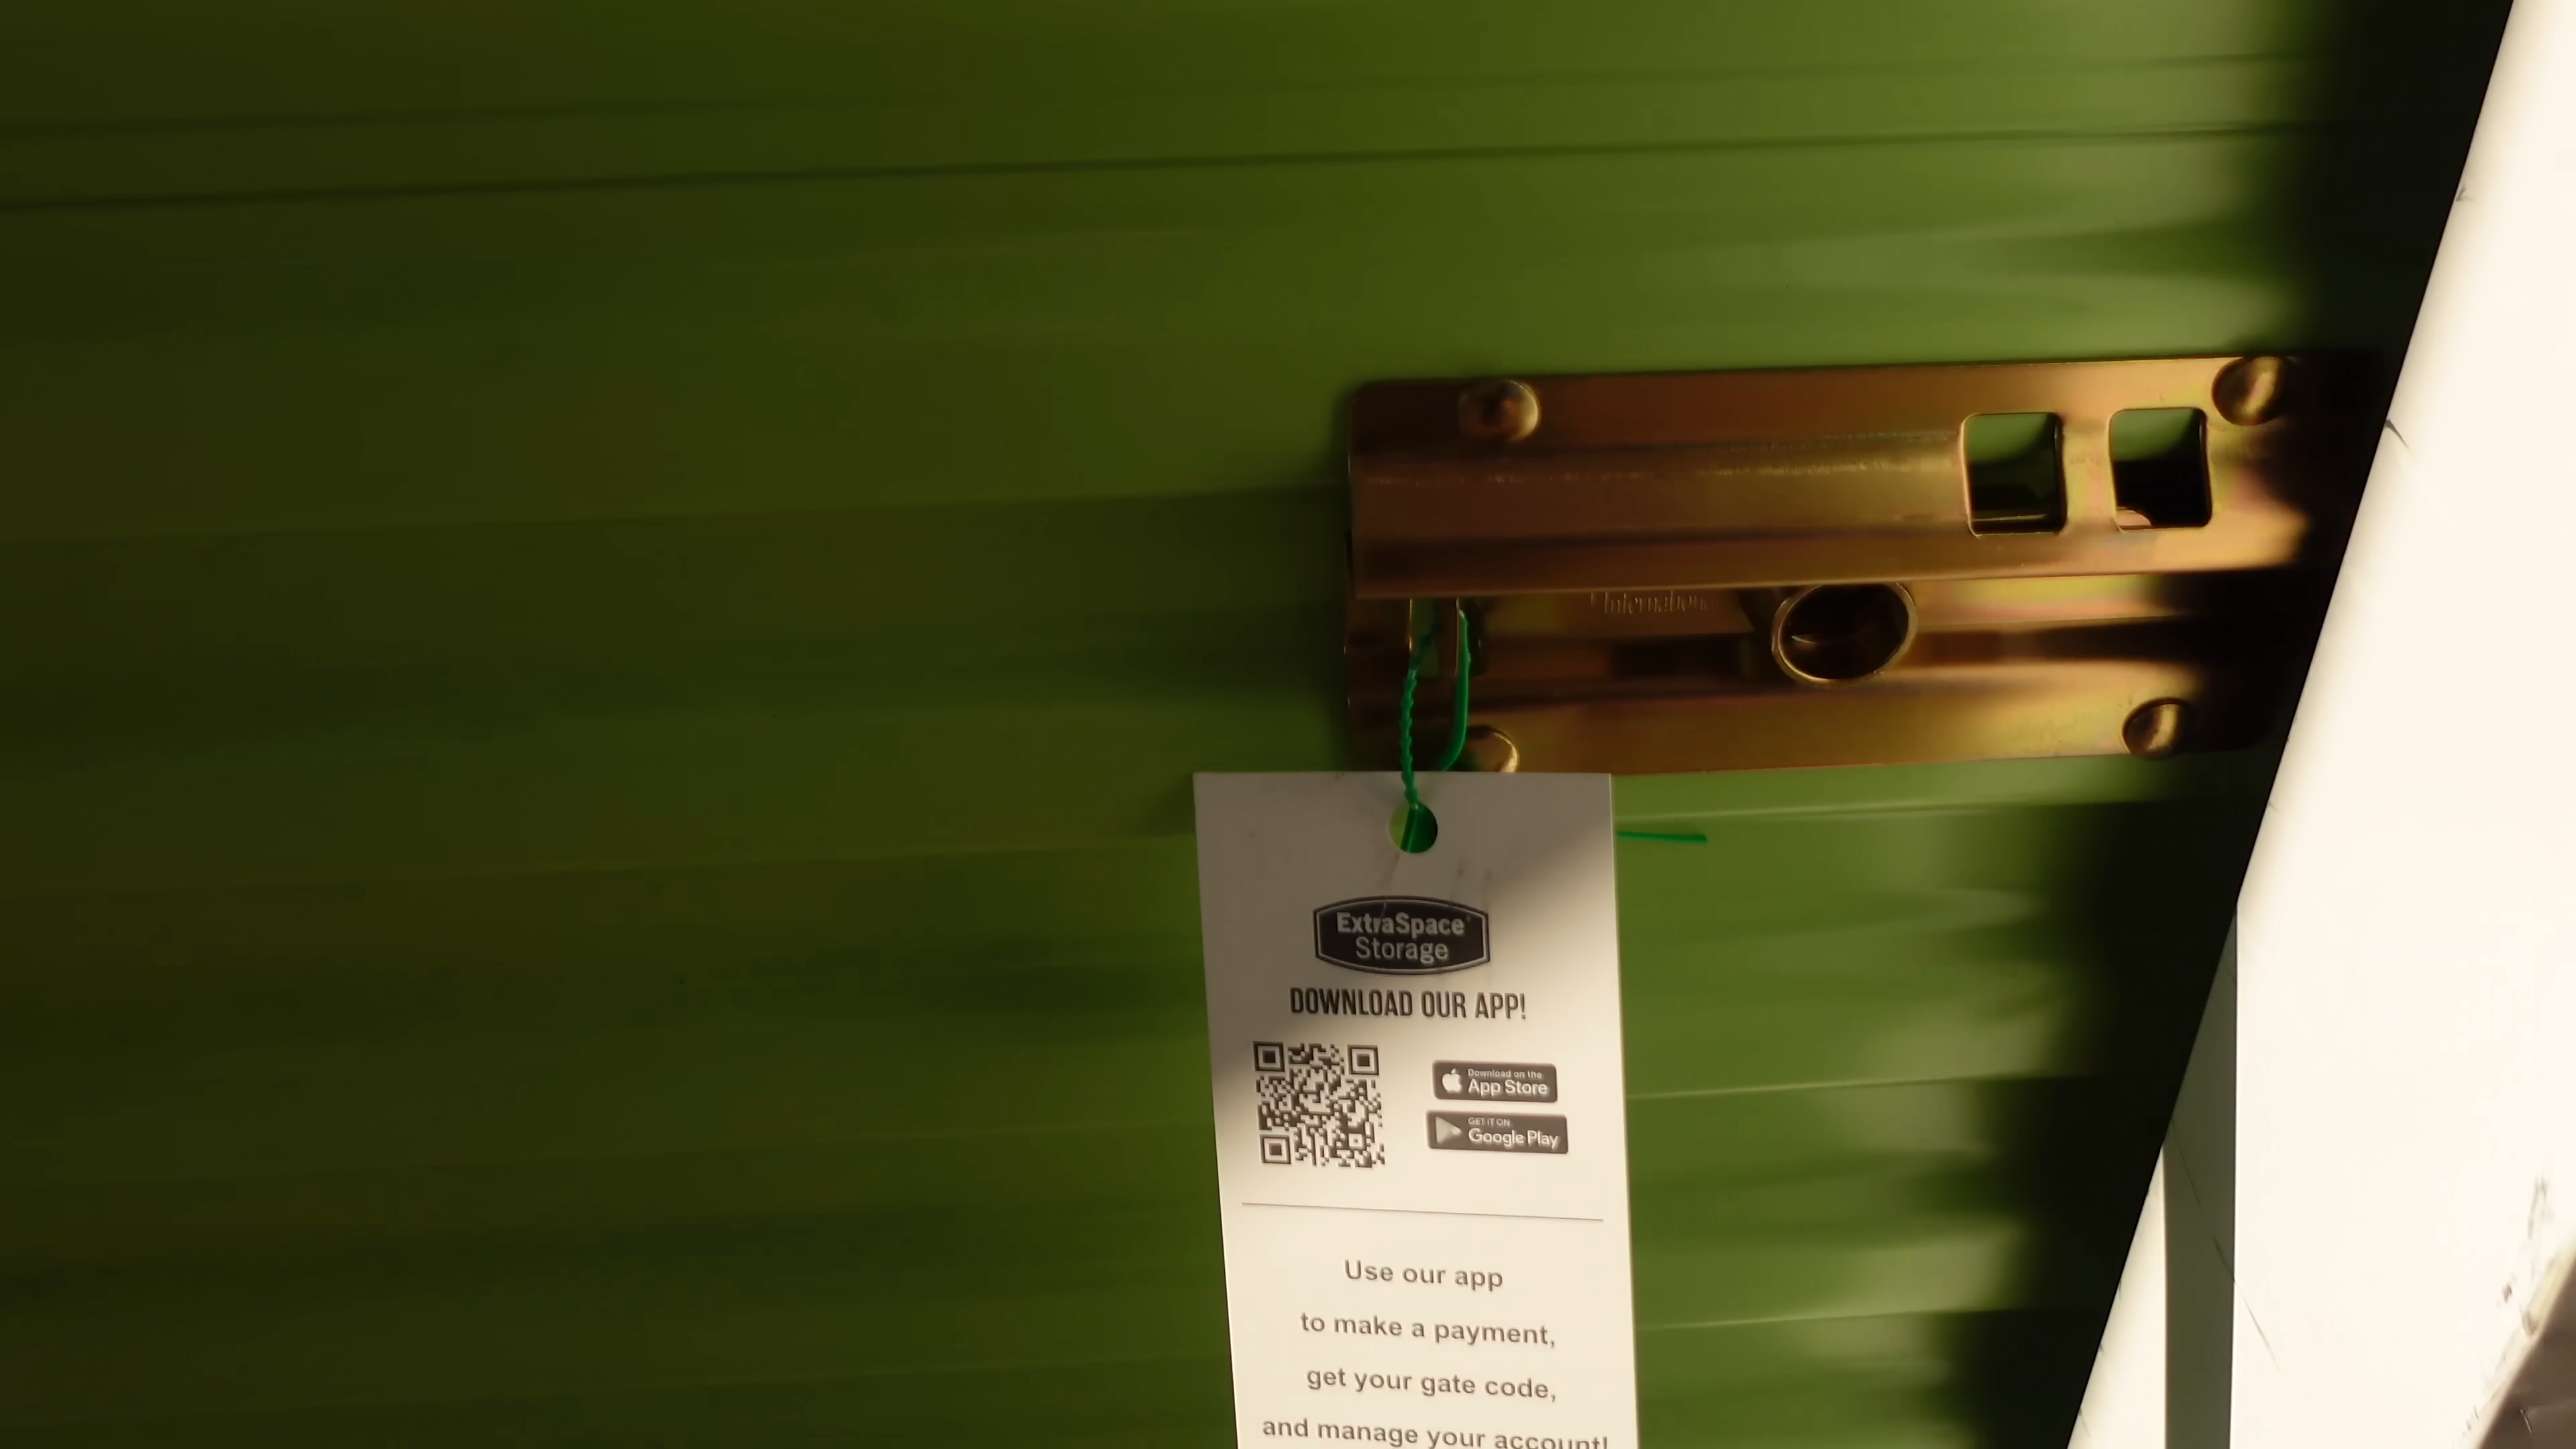 International
ExtraSpace®
Storage
DOWNLOAD OUR APP!
Download on the
App Store
GET IT ON
Google Play
Use our app
to make a payment,
get your gate code,
and manage your account!